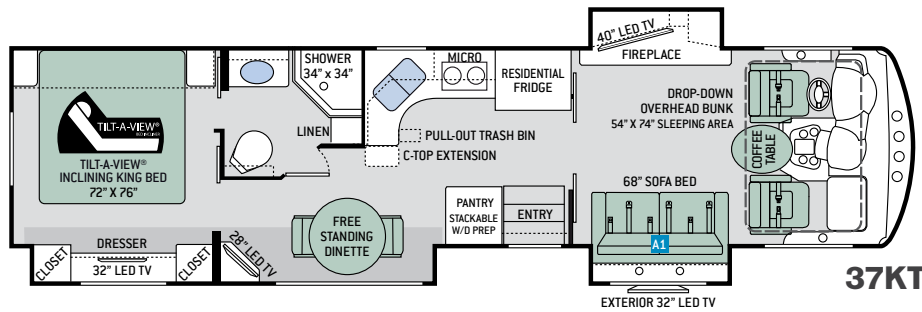 40" LED TV
FIREPLACE
SHOWER
34" x 34"
MICRO
RESIDENTIAL
FRIDGE
DROP-DOWN
OVERHEAD BUNK
54" X 74" SLEEPING AREA
TILT-A-VIEW®
TILT-A-VIEW®
INCLINING KING BED
72" X 76"
LINEN
PULL-OUT TRASH BIN
C-TOP EXTENSION
COFFEE
TABLE
68" SOFA BED
PANTRY
STACKABLE
W/D PREP
ENTRY
FREE
STANDING
DINETTE
A1
CLOSET
DRESSER
32" LED TV
CLOSET
28" LED TV
EXTERIOR 32" LED TV
37KT